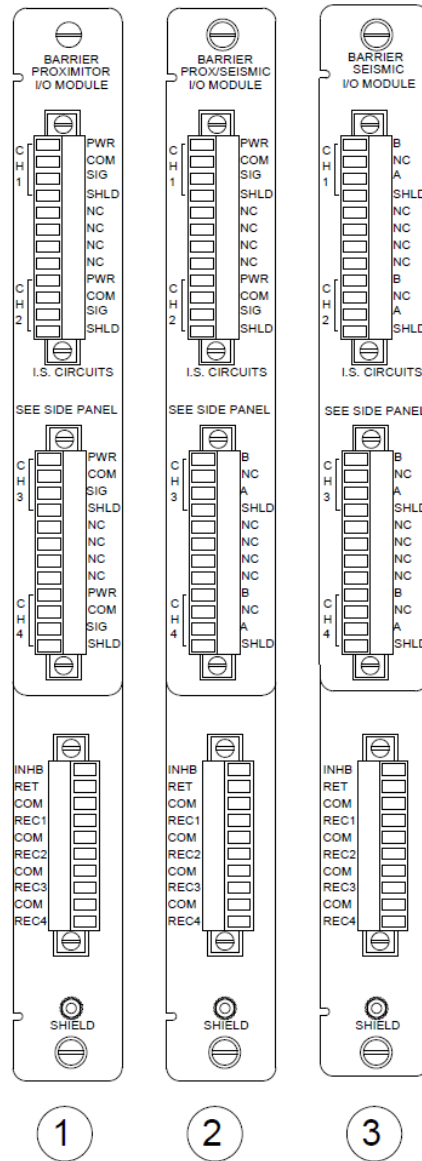 BARRIER
PROXIMITOR
I/O MODULE
CH1
PWR
COM
SIG
SHLD
NC
NC
NC
NC
CH2
PWR
COM
SIG
SHLD
I.S. CIRCUITS
SEE SIDE PANEL
CH3
PWR
COM
SIG
SHLD
NC
NC
NC
NC
CH4
PWR
COM
SIG
SHLD
INHB
RET
COM
REC1
COM
REC2
COM
REC3
COM
REC4
SHIELD
1
BARRIER
PROX/SEISMIC
I/O MODULE
CH1
PWR
COM
SIG
SHLD
NC
NC
NC
NC
CH2
PWR
COM
SIG
SHLD
I.S. CIRCUITS
SEE SIDE PANEL
CH3
B
NC
A
SHLD
NC
NC
NC
NC
CH4
B
NC
A
SHLD
INHB
RET
COM
REC1
COM
REC2
COM
REC3
COM
REC4
SHIELD
2
BARRIER
SEISMIC
I/O MODULE
CH1
B
NC
A
SHLD
NC
NC
NC
NC
CH2
B
NC
A
SHLD
I.S. CIRCUITS
SEE SIDE PANEL
CH3
B
NC
A
SHLD
NC
NC
NC
NC
CH4
B
NC
A
SHLD
INHB
RET
COM
REC1
COM
REC2
COM
REC3
COM
REC4
SHIELD
3